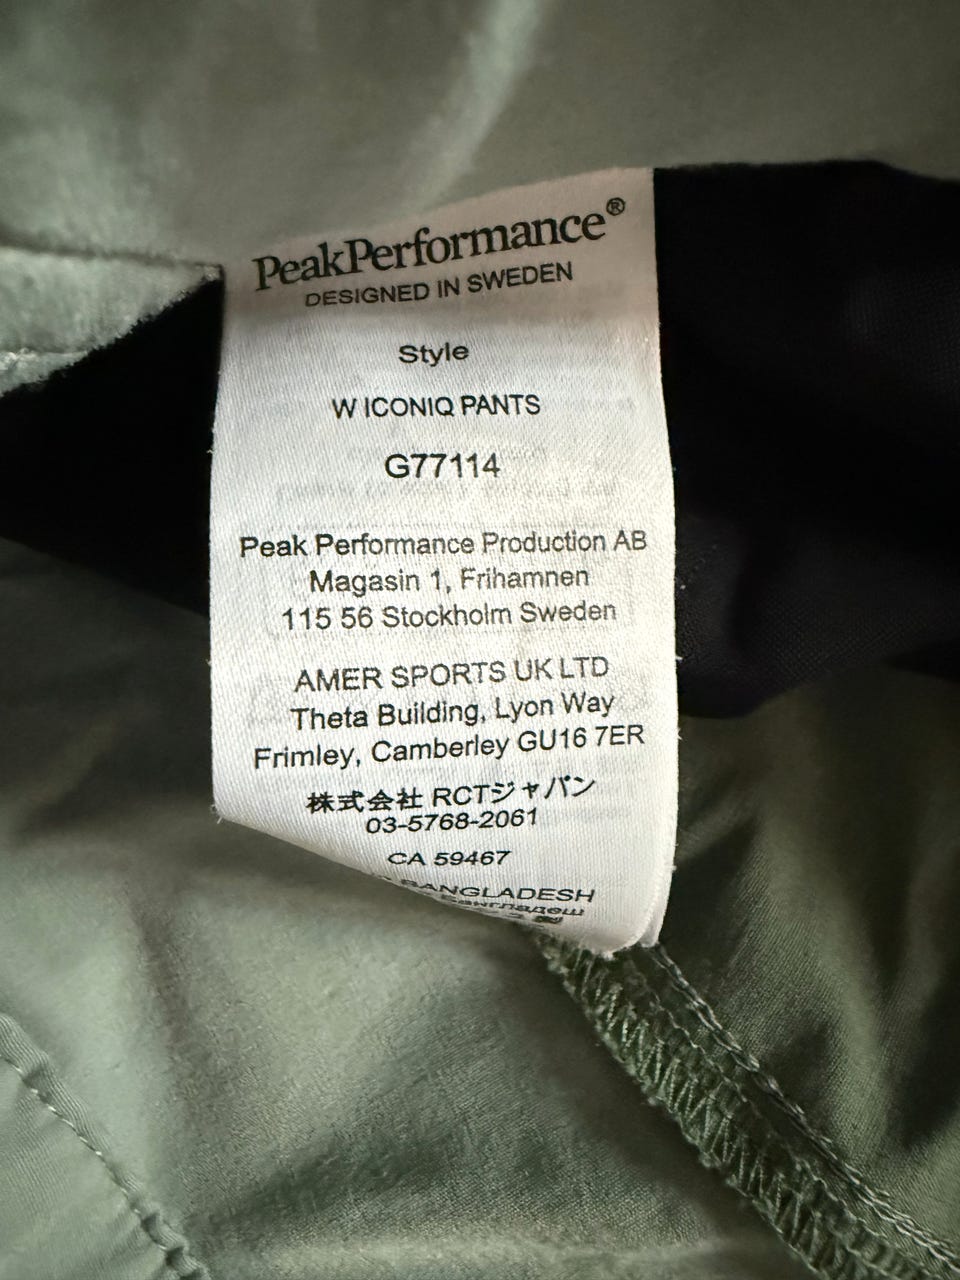 PeakPerformance®
DESIGNED IN SWEDEN
Style
W ICONIQ PANTS
G77114
Peak Performance Production AB
Magasin 1, Frihamnen
115 56 Stockholm Sweden
AMER SPORTS UK LTD
Theta Building, Lyon Way
Frimley, Camberley GU16 7ER
株式会社 RCTジャパン
03-5768-2061
CA 59467
BANGLADESH
Бангладеш